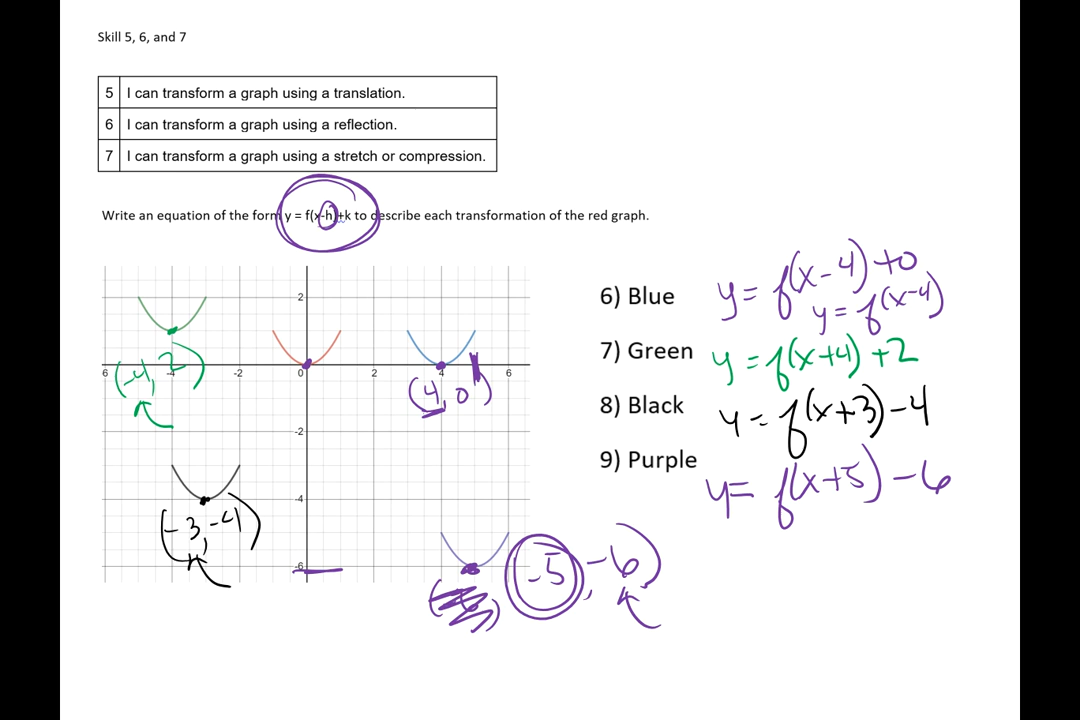 Skill 5, 6, and 7
5 I can transform a graph using a translation.
6 I can transform a graph using a reflection.
7 I can transform a graph using a stretch or compression.
Write an equation of the form y = f(x-h)+k to describe each transformation of the red graph.
2
6 -4 -2 0 2 4 6
-2
-4
-6
(-4, 2)
(4, 0)
(-3, -4)
(-5, -6)
6) Blue y = f(x-4)+0
y = f(x-4)
7) Green y = f(x+4)+2
8) Black y = f(x+3)-4
9) Purple y = f(x+5)-6